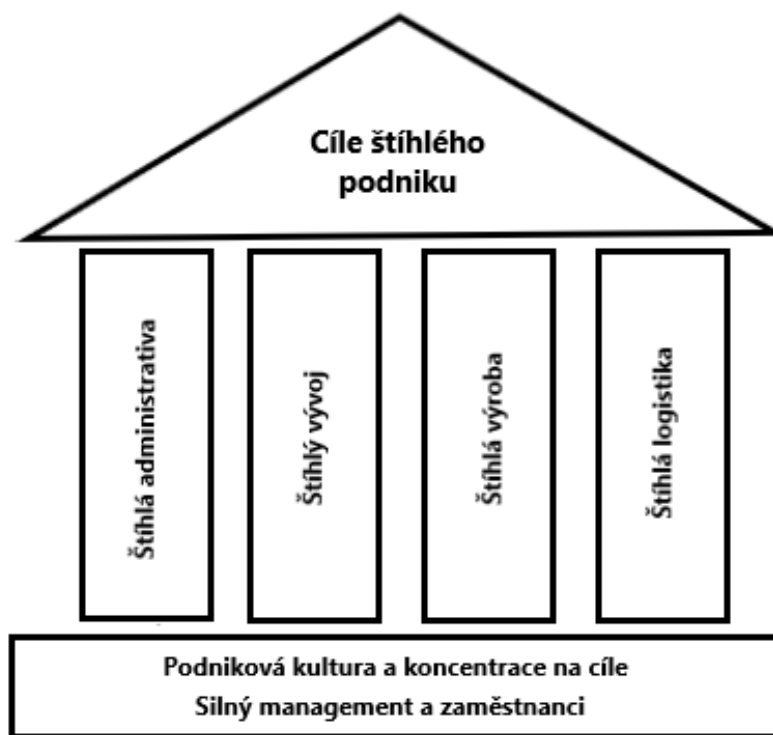 Cíle štíhlého
podniku
Štíhlá administrativa
Štíhlý vývoj
Štíhlá výroba
Štíhlá logistika
Podniková kultura a koncentrace na cíle
Silný management a zaměstnanci